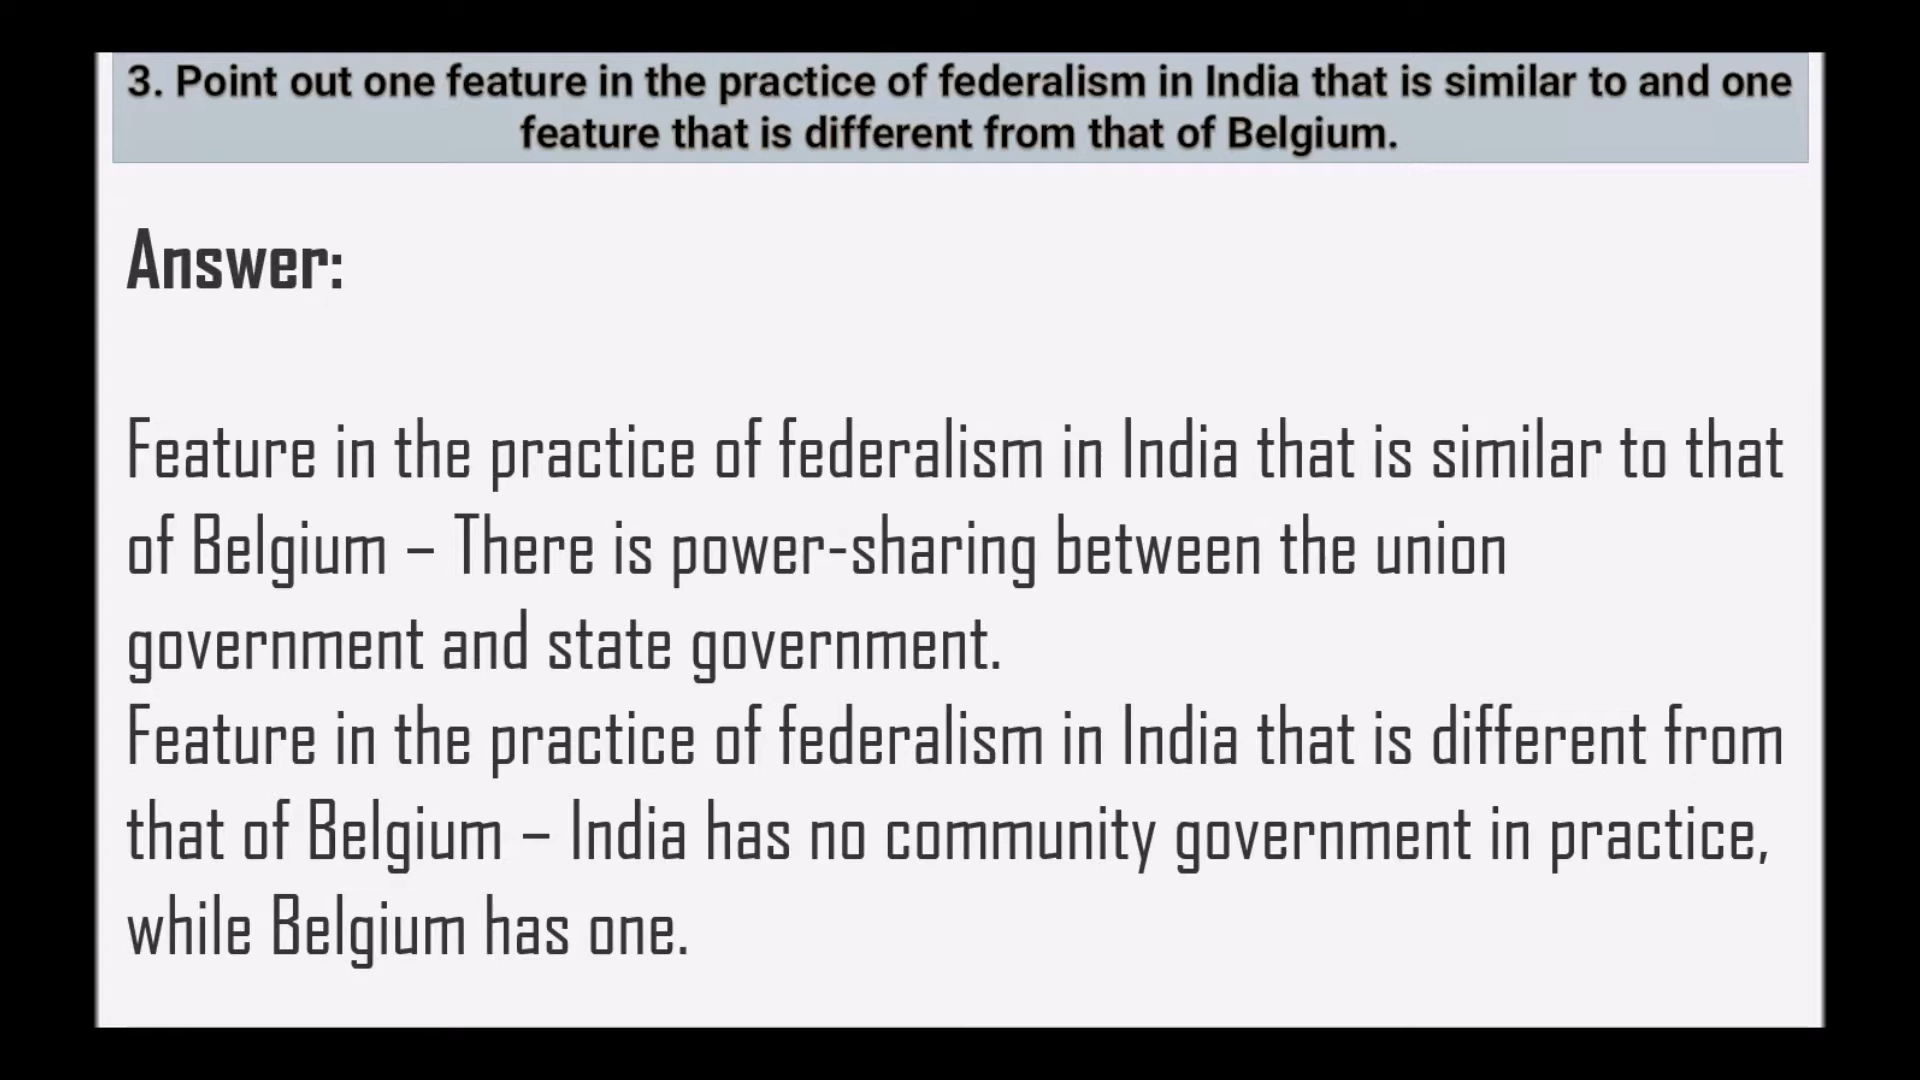 3. Point out one feature in the practice of federalism in India that is similar to and one
feature that is different from that of Belgium.
Answer:
Feature in the practice of federalism in India that is similar to that
of Belgium – There is power-sharing between the union
government and state government.
Feature in the practice of federalism in India that is different from
that of Belgium – India has no community government in practice,
while Belgium has one.